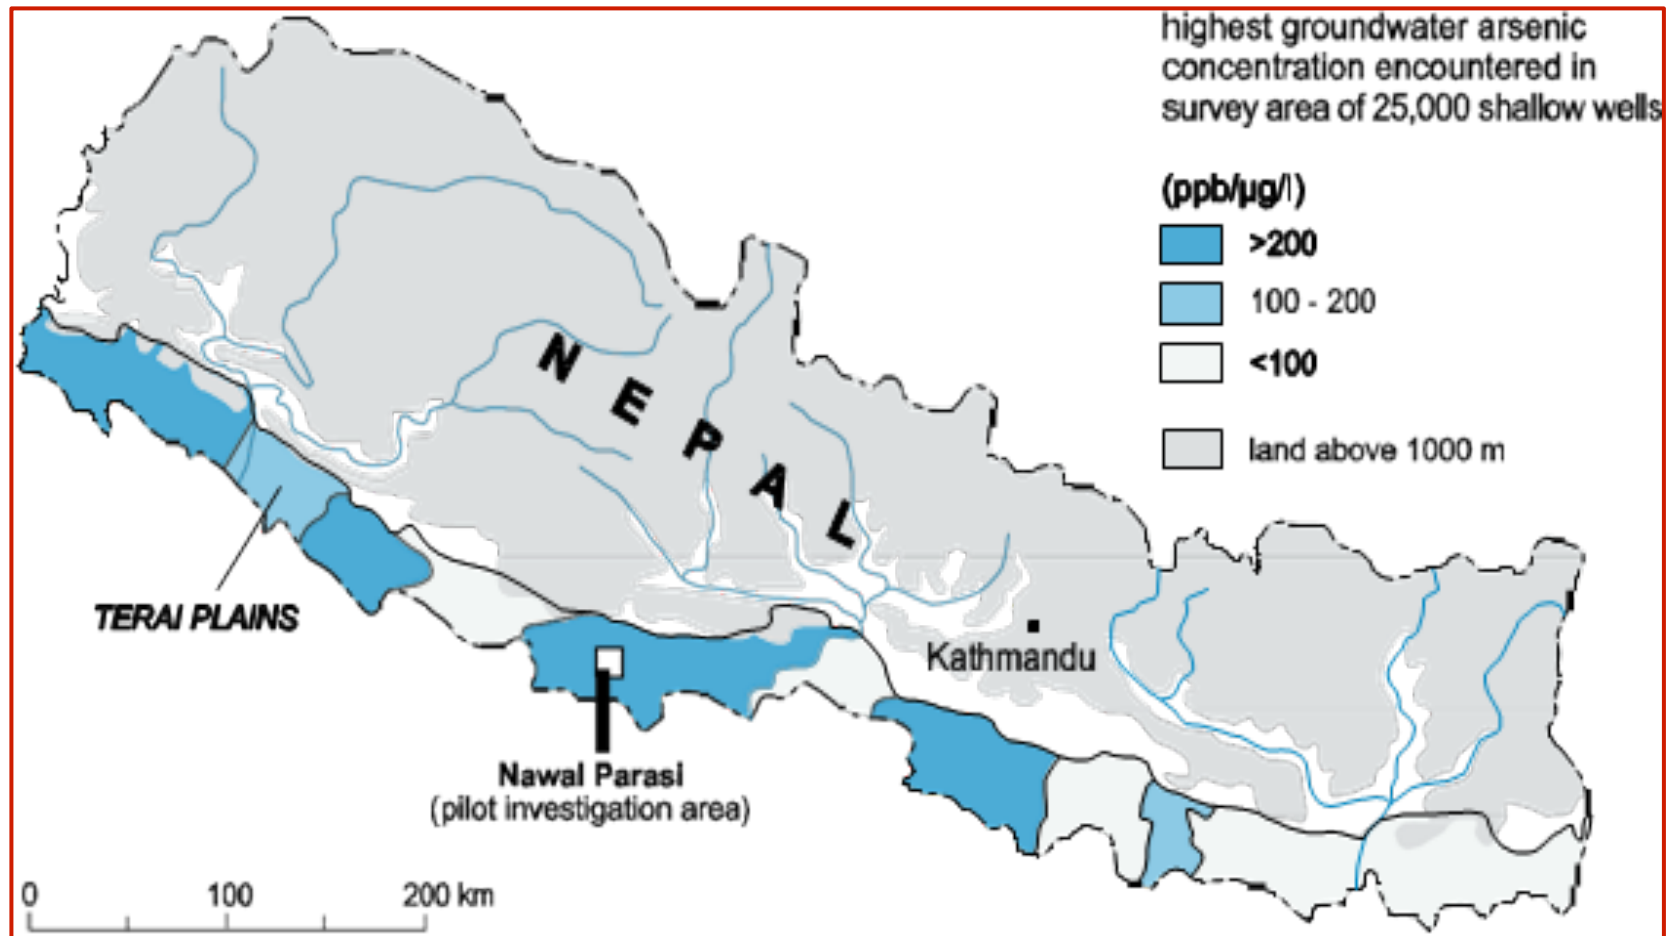 highest groundwater arsenic
concentration encountered in
survey area of 25,000 shallow wells
(ppb/µg/l)
>200
100 - 200
<100
land above 1000 m
NEPAL
TERAI PLAINS
Kathmandu
Nawal Parasi
(pilot investigation area)
0 100 200 km